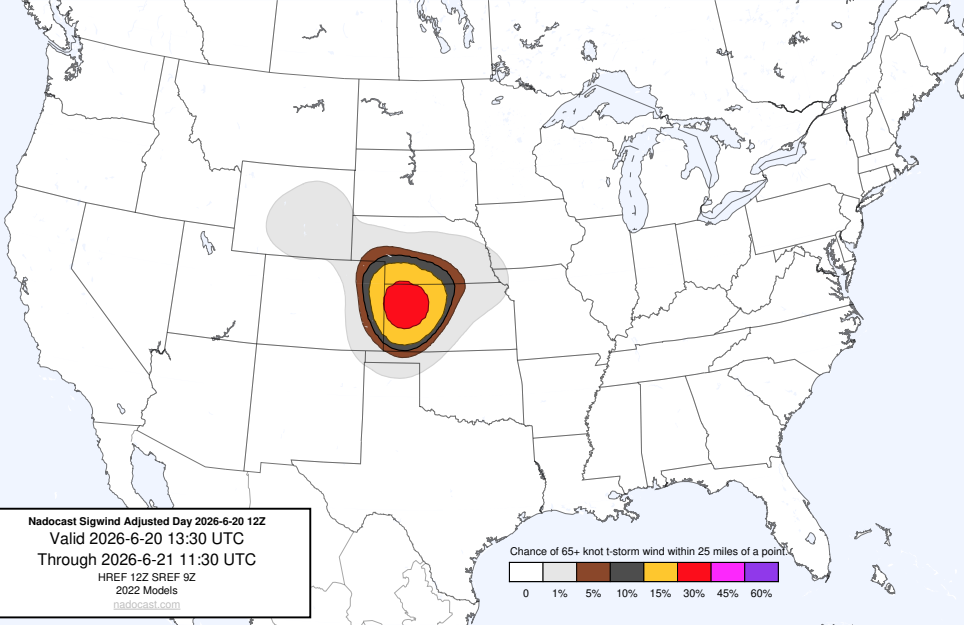 Nadocast Sigwind Adjusted Day 2026-6-20 12Z
Valid 2026-6-20 13:30 UTC
Through 2026-6-21 11:30 UTC
HREF 12Z SREF 9Z
2022 Models
nadocast.com
Chance of 65+ knot t-storm wind within 25 miles of a point.
0 1% 5% 10% 15% 30% 45% 60%